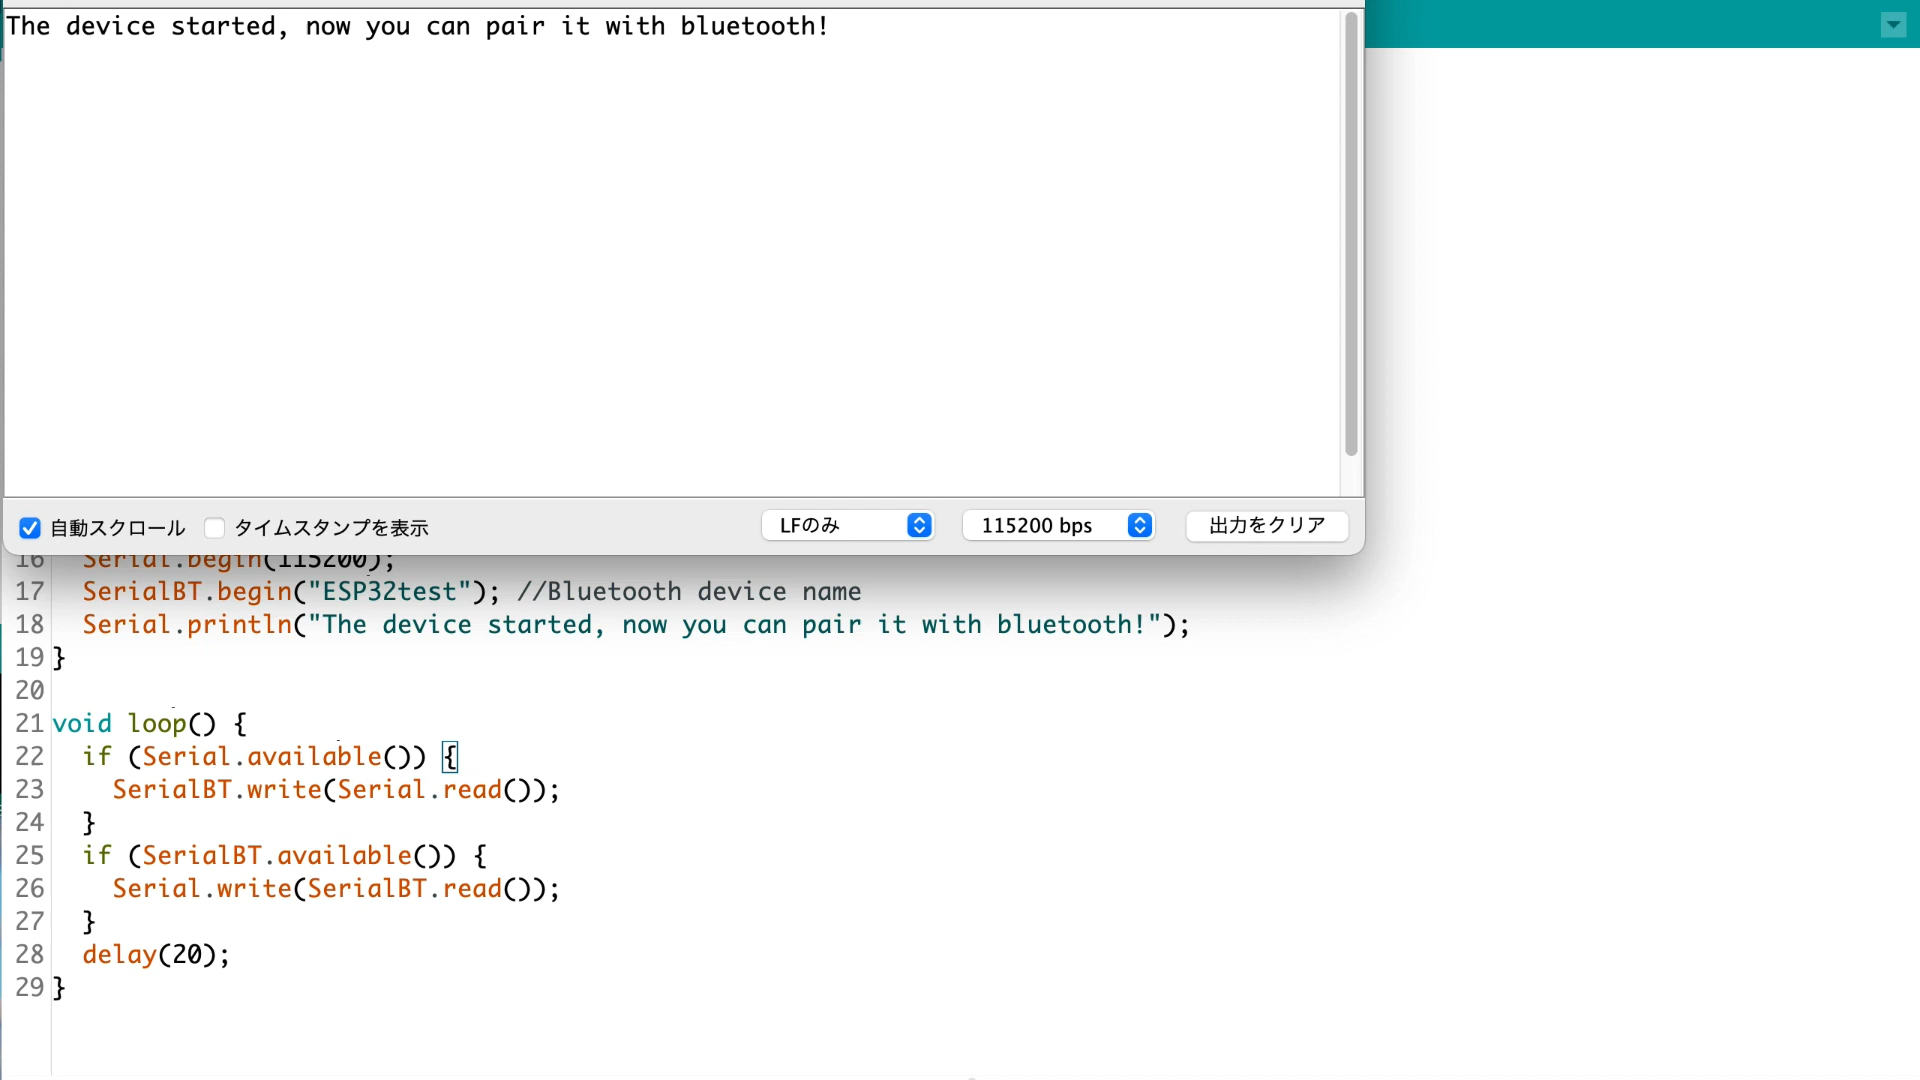 The device started, now you can pair it with bluetooth!
自動スクロール タイムスタンプを表示 LFのみ 115200 bps 出力をクリア
16 Serial.begin(115200);
17 SerialBT.begin("ESP32test"); //Bluetooth device name
18 Serial.println("The device started, now you can pair it with bluetooth!");
19 }
20
21 void loop() {
22 if (Serial.available()) {
23 SerialBT.write(Serial.read());
24 }
25 if (SerialBT.available()) {
26 Serial.write(SerialBT.read());
27 }
28 delay(20);
29 }